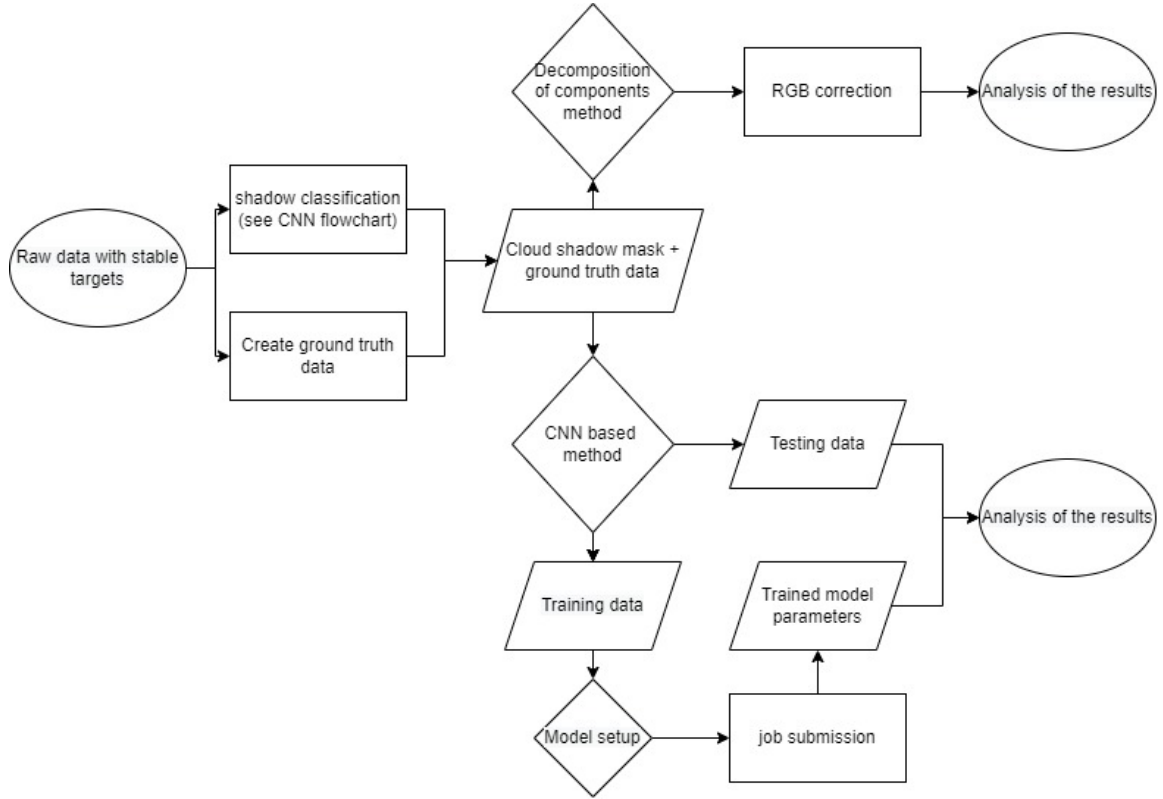 Decomposition
of components
method
RGB correction
Analysis of the results
shadow classification
(see CNN flowchart)
Raw data with stable
targets
Cloud shadow mask +
ground truth data
Create ground truth
data
CNN based
method
Testing data
Analysis of the results
Training data
Trained model
parameters
Model setup
job submission